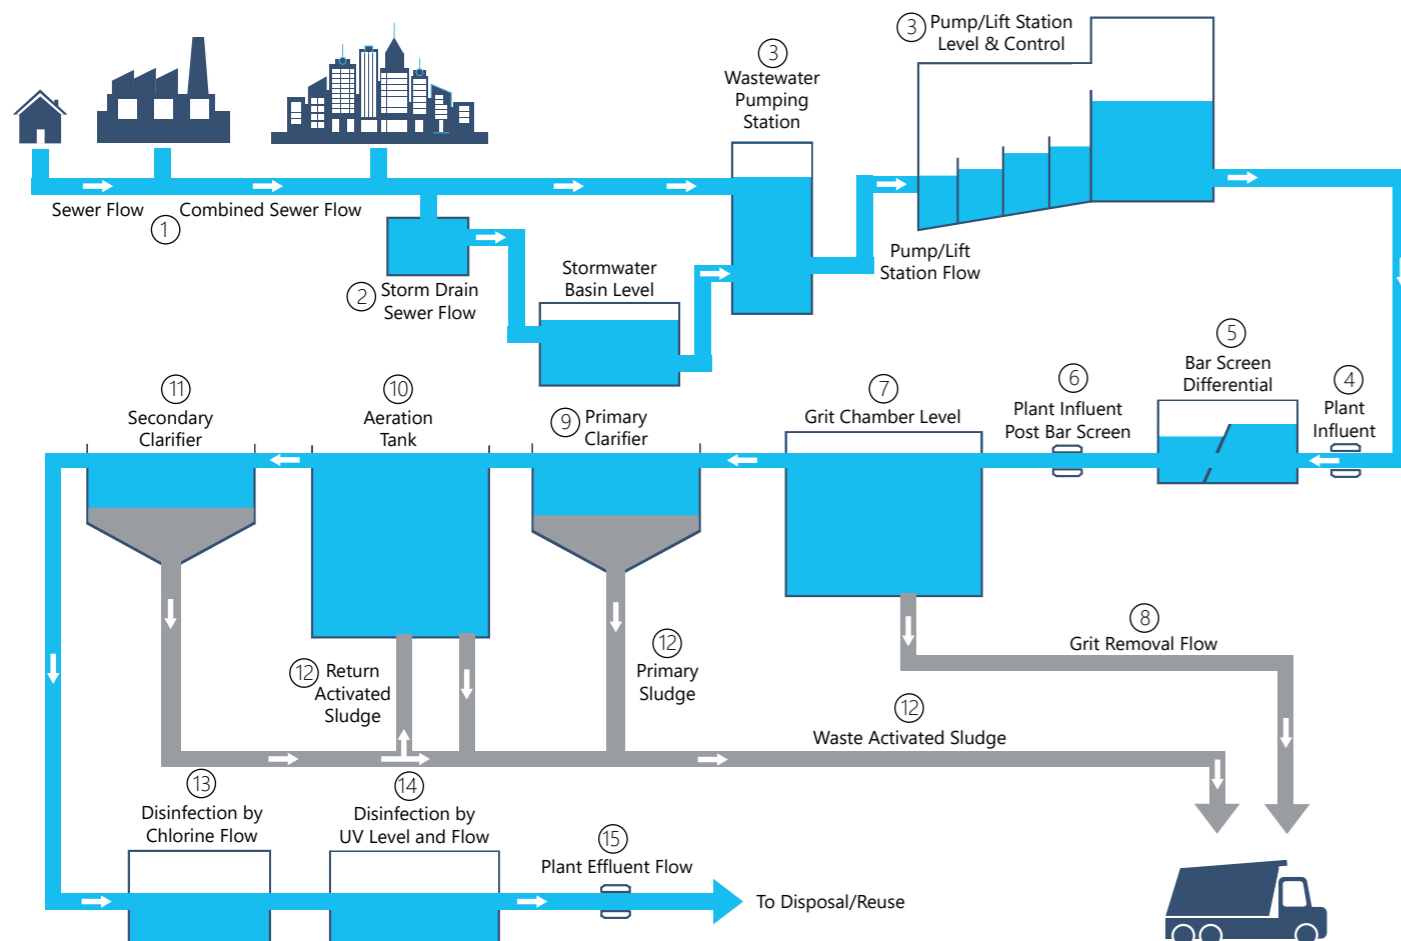 3
Pump/Lift Station
Level & Control
3
Wastewater
Pumping
Station
Sewer Flow
Combined Sewer Flow
1
2
Storm Drain
Sewer Flow
Stormwater
Basin Level
Pump/Lift
Station Flow
11
Secondary
Clarifier
10
Aeration
Tank
9
Primary
Clarifier
7
Grit Chamber Level
6
Plant Influent
Post Bar Screen
5
Bar Screen
Differential
4
Plant
Influent
12
Return
Activated
Sludge
12
Primary
Sludge
8
Grit Removal Flow
12
Waste Activated Sludge
13
Disinfection by
Chlorine Flow
14
Disinfection by
UV Level and Flow
15
Plant Effluent Flow
To Disposal/Reuse